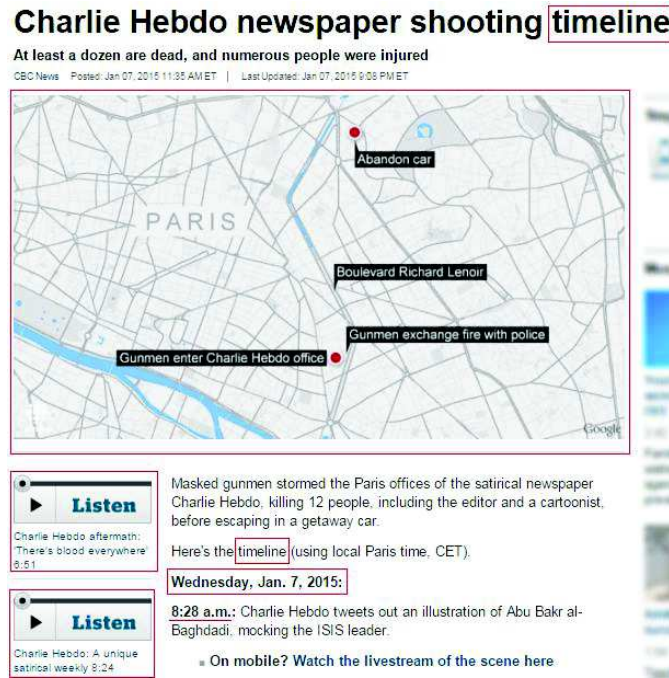 Charlie Hebdo newspaper shooting timeline
At least a dozen are dead, and numerous people were injured
CBC News Posted: Jan 07, 2015 11:35 AM ET | Last Updated: Jan 07, 2015 9:08 PM ET
Abandon car
PARIS
Boulevard Richard Lenoir
Gunmen exchange fire with police
Gunmen enter Charlie Hebdo office
Google
Listen
Charlie Hebdo aftermath:
'There's blood everywhere'
6:51
Listen
Charlie Hebdo: A unique
satirical weekly 8:24
Masked gunmen stormed the Paris offices of the satirical newspaper
Charlie Hebdo, killing 12 people, including the editor and a cartoonist,
before escaping in a getaway car.
Here's the timeline (using local Paris time, CET).
Wednesday, Jan. 7, 2015:
8:28 a.m.: Charlie Hebdo tweets out an illustration of Abu Bakr al-
Baghdadi, mocking the ISIS leader.
On mobile? Watch the livestream of the scene here